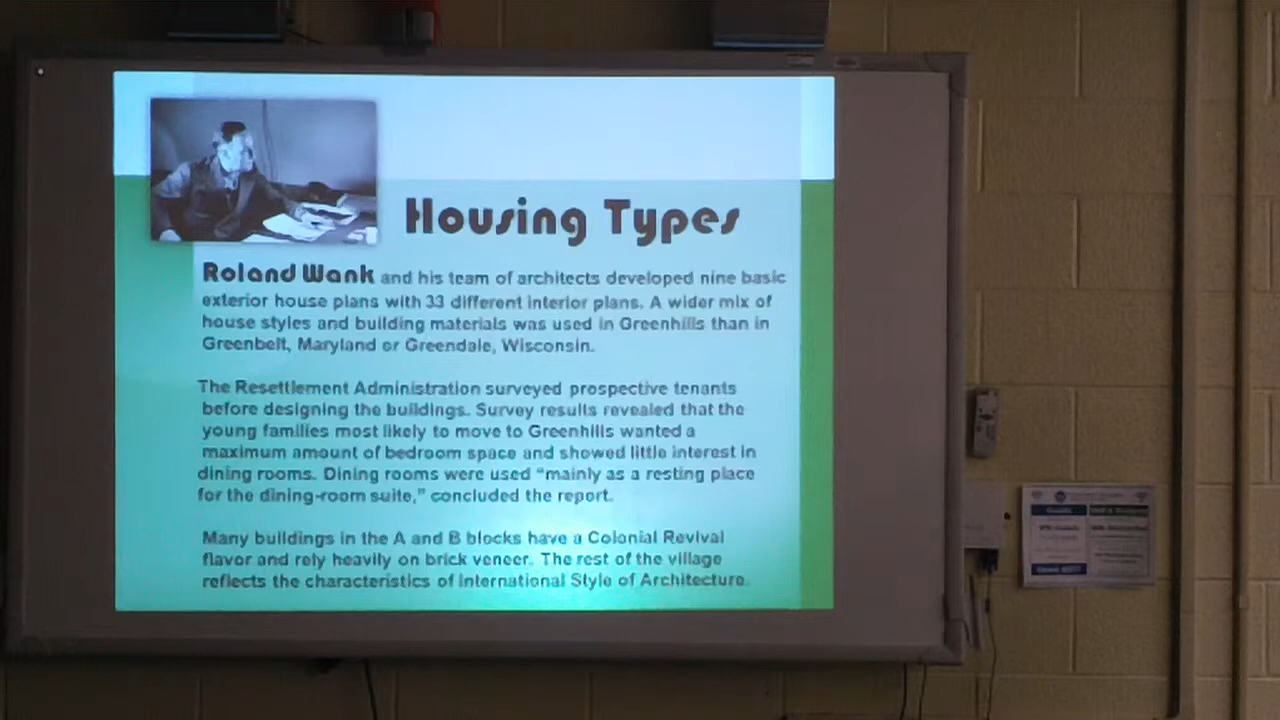 Housing Types
Roland Wank and his team of architects developed nine basic
exterior house plans with 33 different interior plans. A wider mix of
house styles and building materials was used in Greenhills than in
Greenbelt, Maryland or Greendale, Wisconsin.
The Resettlement Administration surveyed prospective tenants
before designing the buildings. Survey results revealed that the
young families most likely to move to Greenhills wanted a
maximum amount of bedroom space and showed little interest in
dining rooms. Dining rooms were used “mainly as a resting place
for the dining-room suite,” concluded the report.
Many buildings in the A and B blocks have a Colonial Revival
flavor and rely heavily on brick veneer. The rest of the village
reflects the characteristics of International Style of Architecture.